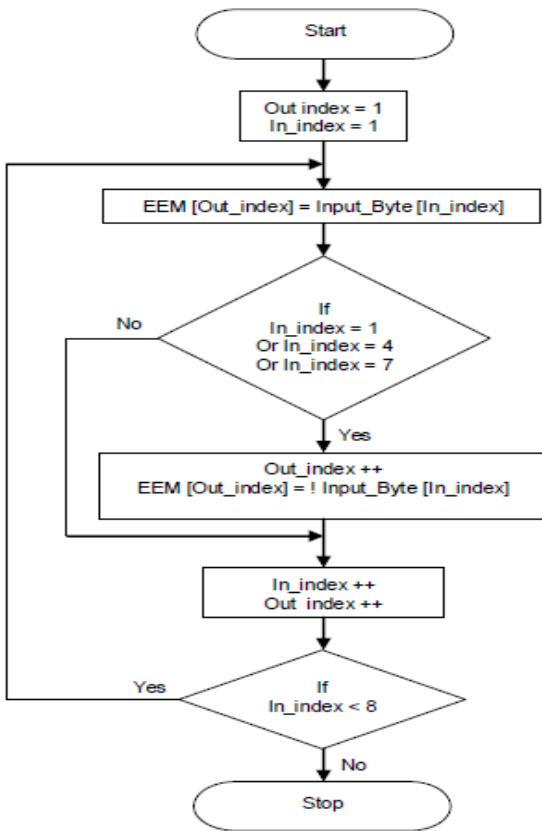 Start
Out index = 1
In_index = 1
EEM [Out_index] = Input_Byte [In_index]
If
In_index = 1
Or In_index = 4
Or In_index = 7
No
Yes
Out_index ++
EEM [Out_index] = ! Input_Byte [In_index]
In_index ++
Out index ++
If
In_index < 8
Yes
No
Stop